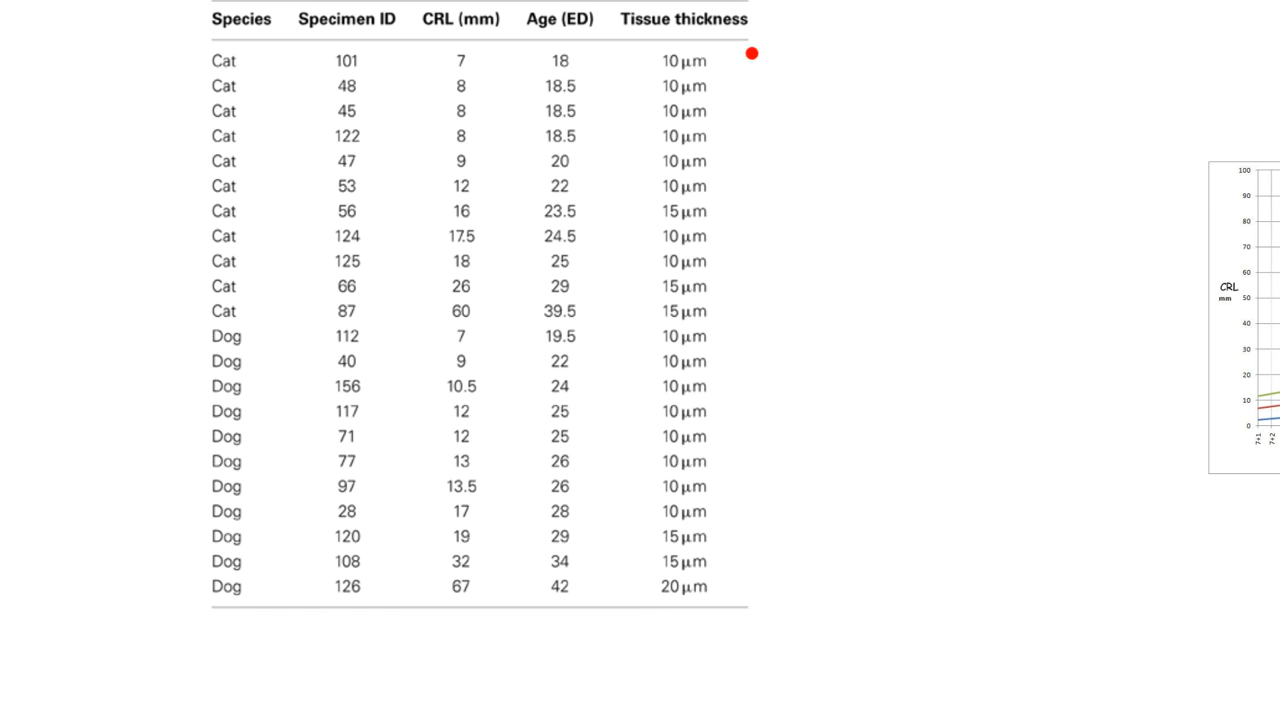 Species Specimen ID CRL (mm) Age (ED) Tissue thickness
Cat 101 7 18 10 μm
Cat 48 8 18.5 10 μm
Cat 45 8 18.5 10 μm
Cat 122 8 18.5 10 μm
Cat 47 9 20 10 μm
Cat 53 12 22 10 μm
Cat 56 16 23.5 15 μm
Cat 124 17.5 24.5 10 μm
Cat 125 18 25 10 μm
Cat 66 26 29 15 μm
Cat 87 60 39.5 15 μm
Dog 112 7 19.5 10 μm
Dog 40 9 22 10 μm
Dog 156 10.5 24 10 μm
Dog 117 12 25 10 μm
Dog 71 12 25 10 μm
Dog 77 13 26 10 μm
Dog 97 13.5 26 10 μm
Dog 28 17 28 10 μm
Dog 120 19 29 15 μm
Dog 108 32 34 15 μm
Dog 126 67 42 20 μm
100
90
80
70
60
CRL
mm 50
40
30
20
10
0
7+1 7+2